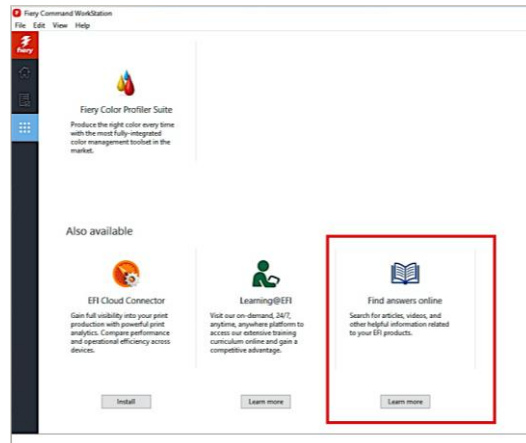 Fiery Command WorkStation
File Edit View Help
fiery
Fiery Color Profiler Suite
Produce the right color every time
with the most fully-integrated
color management toolset in the
market.
Also available
EFI Cloud Connector
Gain full visibility into your print
production with powerful print
analytics. Compare performance
and operational efficiency across
devices.
Install
Learning@EFI
Visit our on-demand, 24/7,
anytime, anywhere platform to
access our extensive training
curriculum online and gain a
competitive advantage.
Learn more
Find answers online
Search for articles, videos, and
other helpful information related
to your EFI products.
Learn more